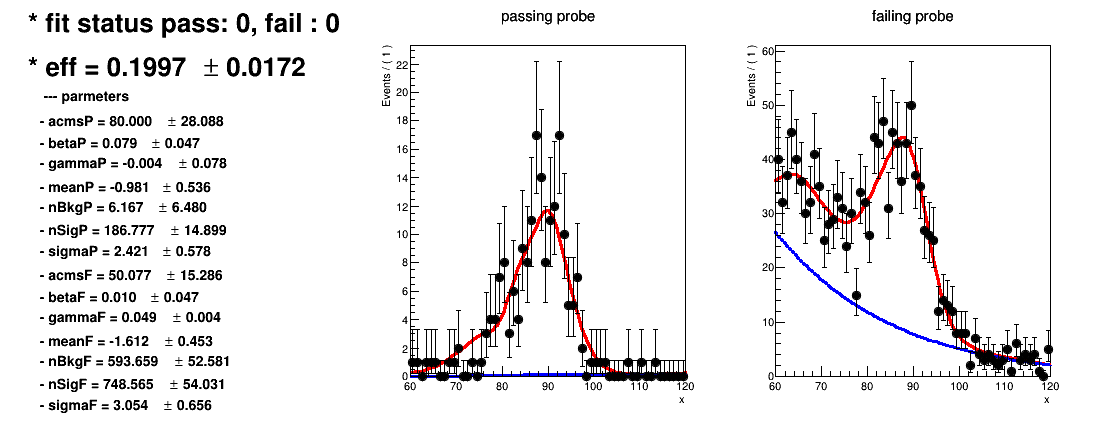 * fit status pass: 0, fail : 0
* eff = 0.1997 ± 0.0172
--- parmeters
- acmsP = 80.000 ± 28.088
- betaP = 0.079 ± 0.047
- gammaP = -0.004 ± 0.078
- meanP = -0.981 ± 0.536
- nBkgP = 6.167 ± 6.480
- nSigP = 186.777 ± 14.899
- sigmaP = 2.421 ± 0.578
- acmsF = 50.077 ± 15.286
- betaF = 0.010 ± 0.047
- gammaF = 0.049 ± 0.004
- meanF = -1.612 ± 0.453
- nBkgF = 593.659 ± 52.581
- nSigF = 748.565 ± 54.031
- sigmaF = 3.054 ± 0.656
passing probe
Events / ( 1 )
22
20
18
16
14
12
10
8
6
4
2
0
60 70 80 90 100 110 120
x
failing probe
Events / ( 1 )
60
50
40
30
20
10
0
60 70 80 90 100 110 120
x